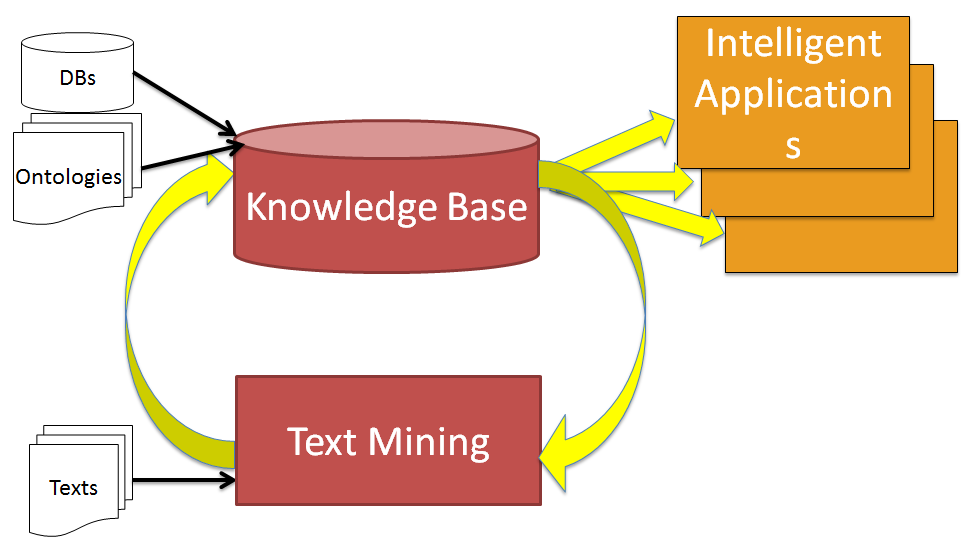 DBs
Ontologies
Knowledge Base
Intelligent
Application
s
Text Mining
Texts